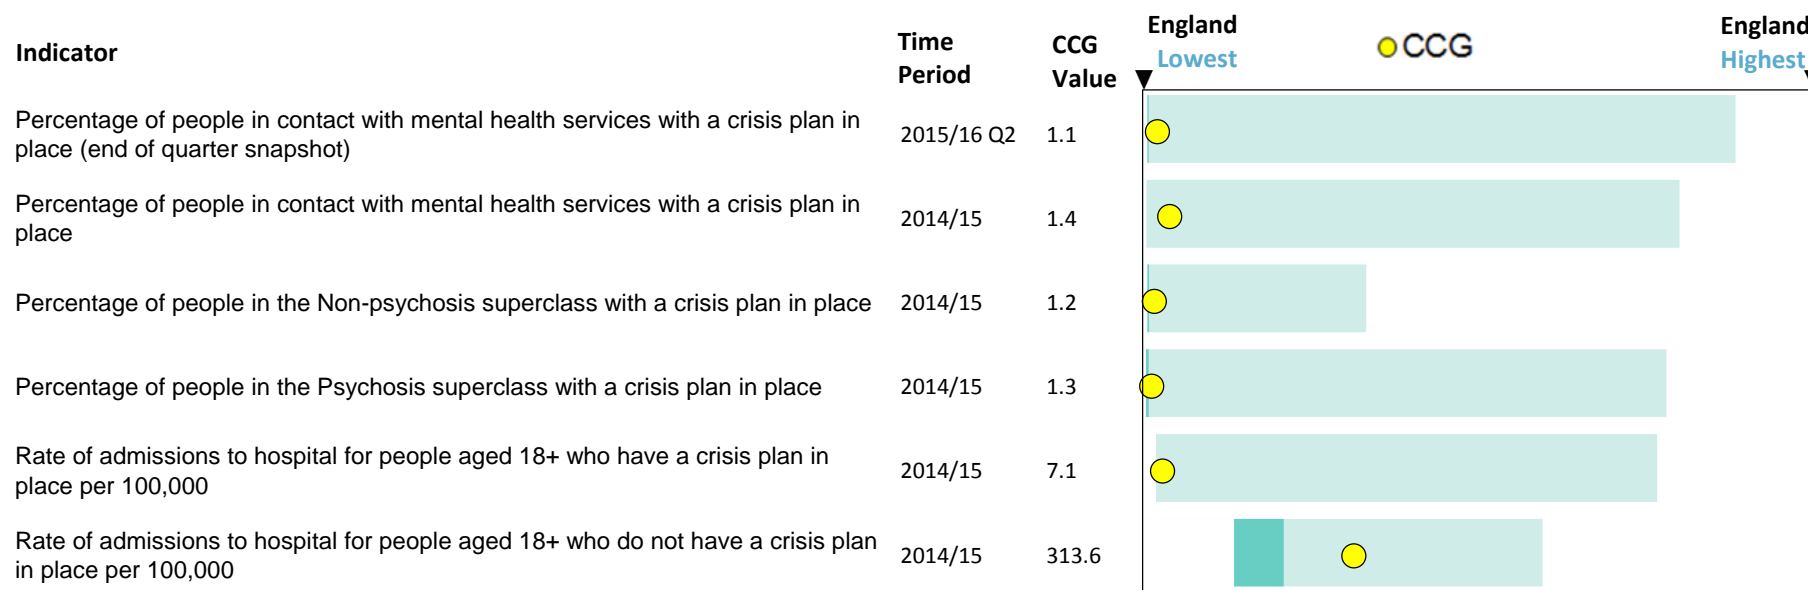 Indicator
Time
Period
CCG
Value
England
Lowest
CCG
England
Highest
Percentage of people in contact with mental health services with a crisis plan in
place (end of quarter snapshot)
2015/16 Q2
1.1
Percentage of people in contact with mental health services with a crisis plan in
place
2014/15
1.4
Percentage of people in the Non-psychosis superclass with a crisis plan in place
2014/15
1.2
Percentage of people in the Psychosis superclass with a crisis plan in place
2014/15
1.3
Rate of admissions to hospital for people aged 18+ who have a crisis plan in
place per 100,000
2014/15
7.1
Rate of admissions to hospital for people aged 18+ who do not have a crisis plan
in place per 100,000
2014/15
313.6